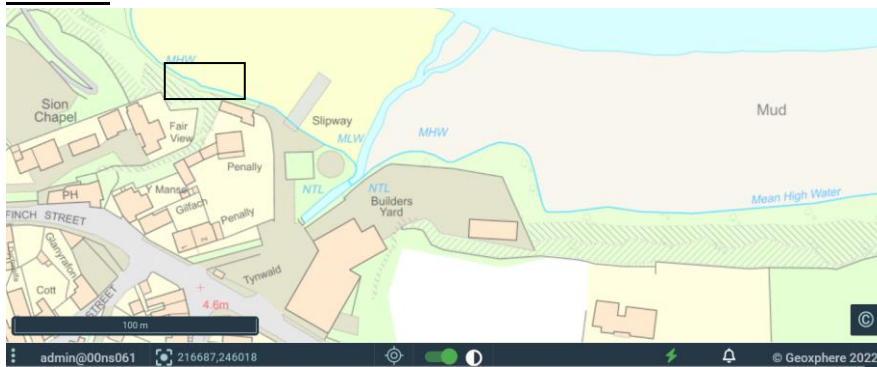 MHW
Sion
Chapel
Fair
View
Slipway
MLW
MHW
Mud
Penally
PH
Y Manse
NTL
NTL
Mean High Water
Gilfach
Builders
Yard
FINCH STREET
Penally
Glanyrafon
Tynwald
Cott
STREET
4.6m
100 m
©
admin@00ns061
216687,246018
© Geoxphere 2022